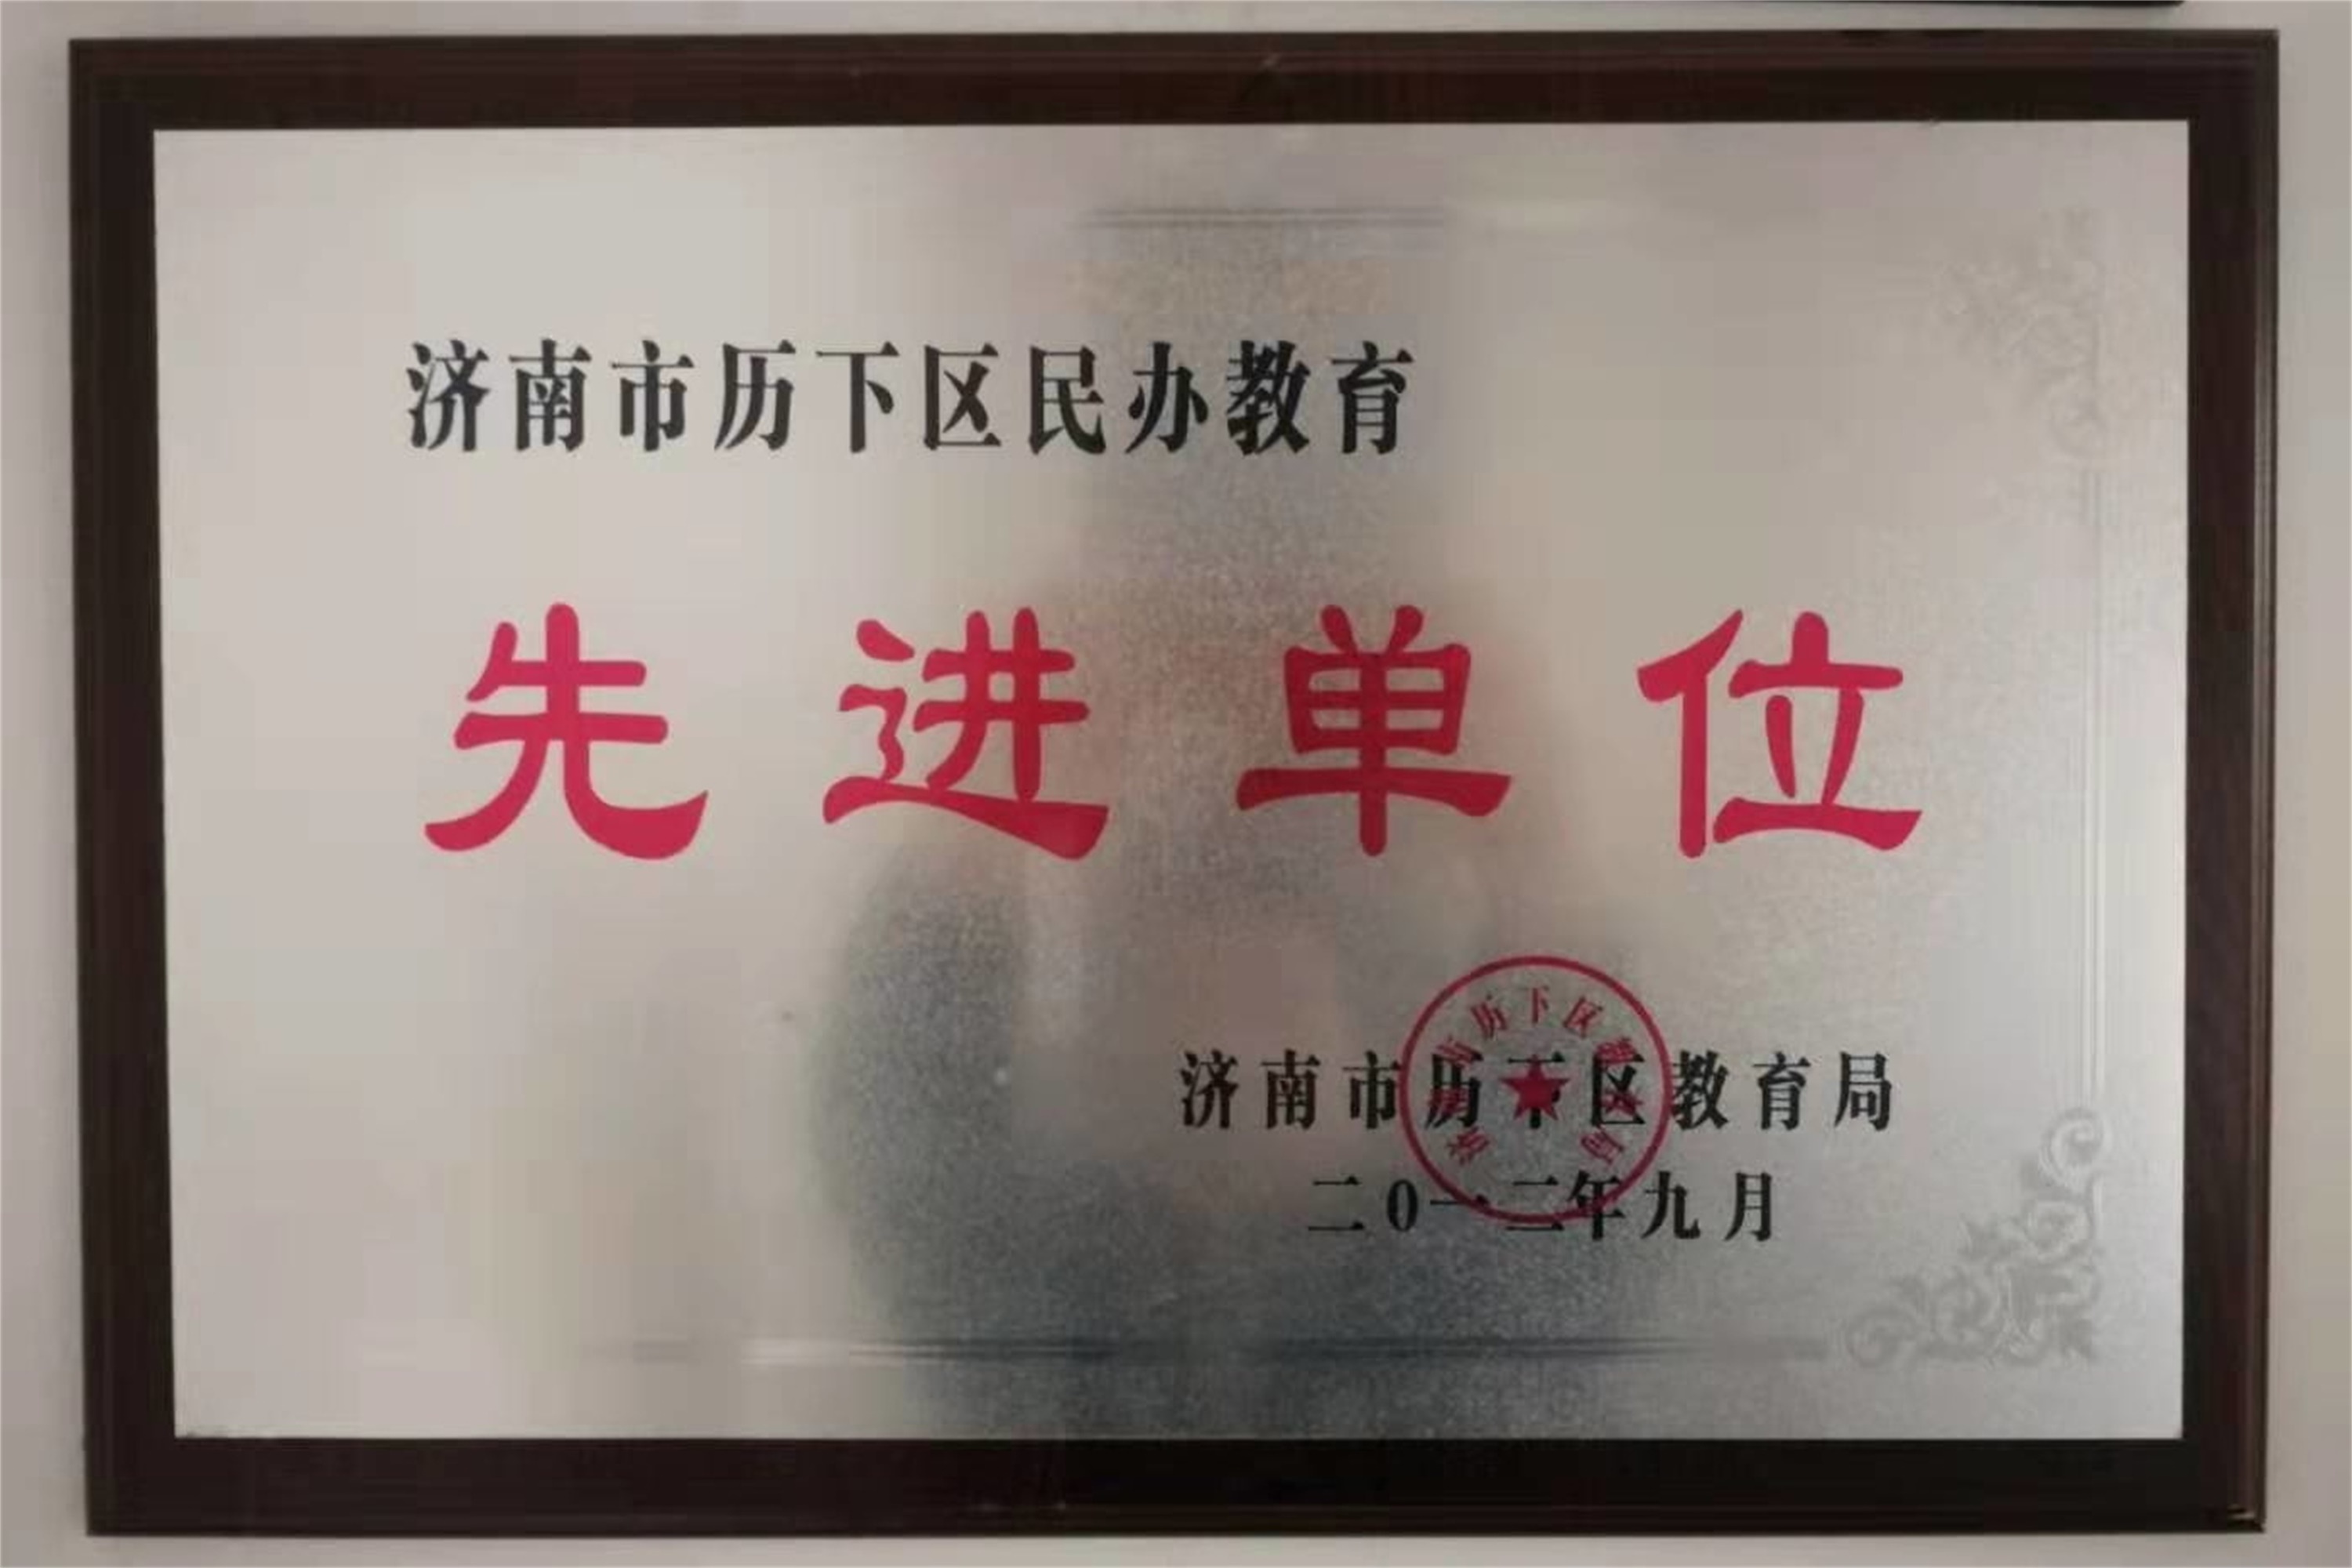 济南市历下区民办教育
先进单位
济南市历下区教育局
二0一二年九月